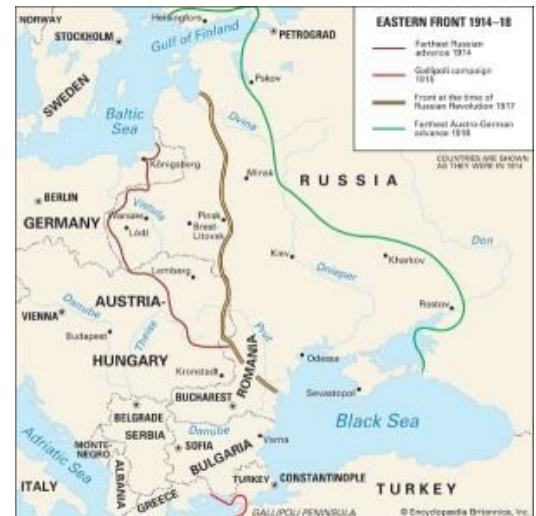 NORWAY
Helsingfors
STOCKHOLM
Gulf of Finland
PETROGRAD
SWEDEN
Pskov
Baltic
Sea
Dvina
EASTERN FRONT 1914–18
Farthest Russian
advance 1914
Gallipoli campaign
1915
Front at the time of
Russian Revolution 1917
Farthest Austro-German
advance 1918
COUNTRIES ARE SHOWN
AS THEY WERE IN 1914
Königsberg
Minsk
RUSSIA
BERLIN
GERMANY
Warsaw
Vistula
Lódź
Pinsk
Brest-
Litovsk
Don
Kiev
Dnieper
Kharkov
Lemberg
Rostov
AUSTRIA-
HUNGARY
VIENNA
Danube
Budapest
Theiss
Prut
Kronstadt
ROMANIA
Odessa
Sevastopol
BUCHAREST
BELGRADE
SERBIA
Danube
Black Sea
Adriatic Sea
MONTE-
NEGRO
SOFIA
BULGARIA
Varna
ITALY
ALBANIA
GREECE
TURKEY
CONSTANTINOPLE
TURKEY
GALLIPOLI PENINSULA
© Encyclopædia Britannica, Inc.